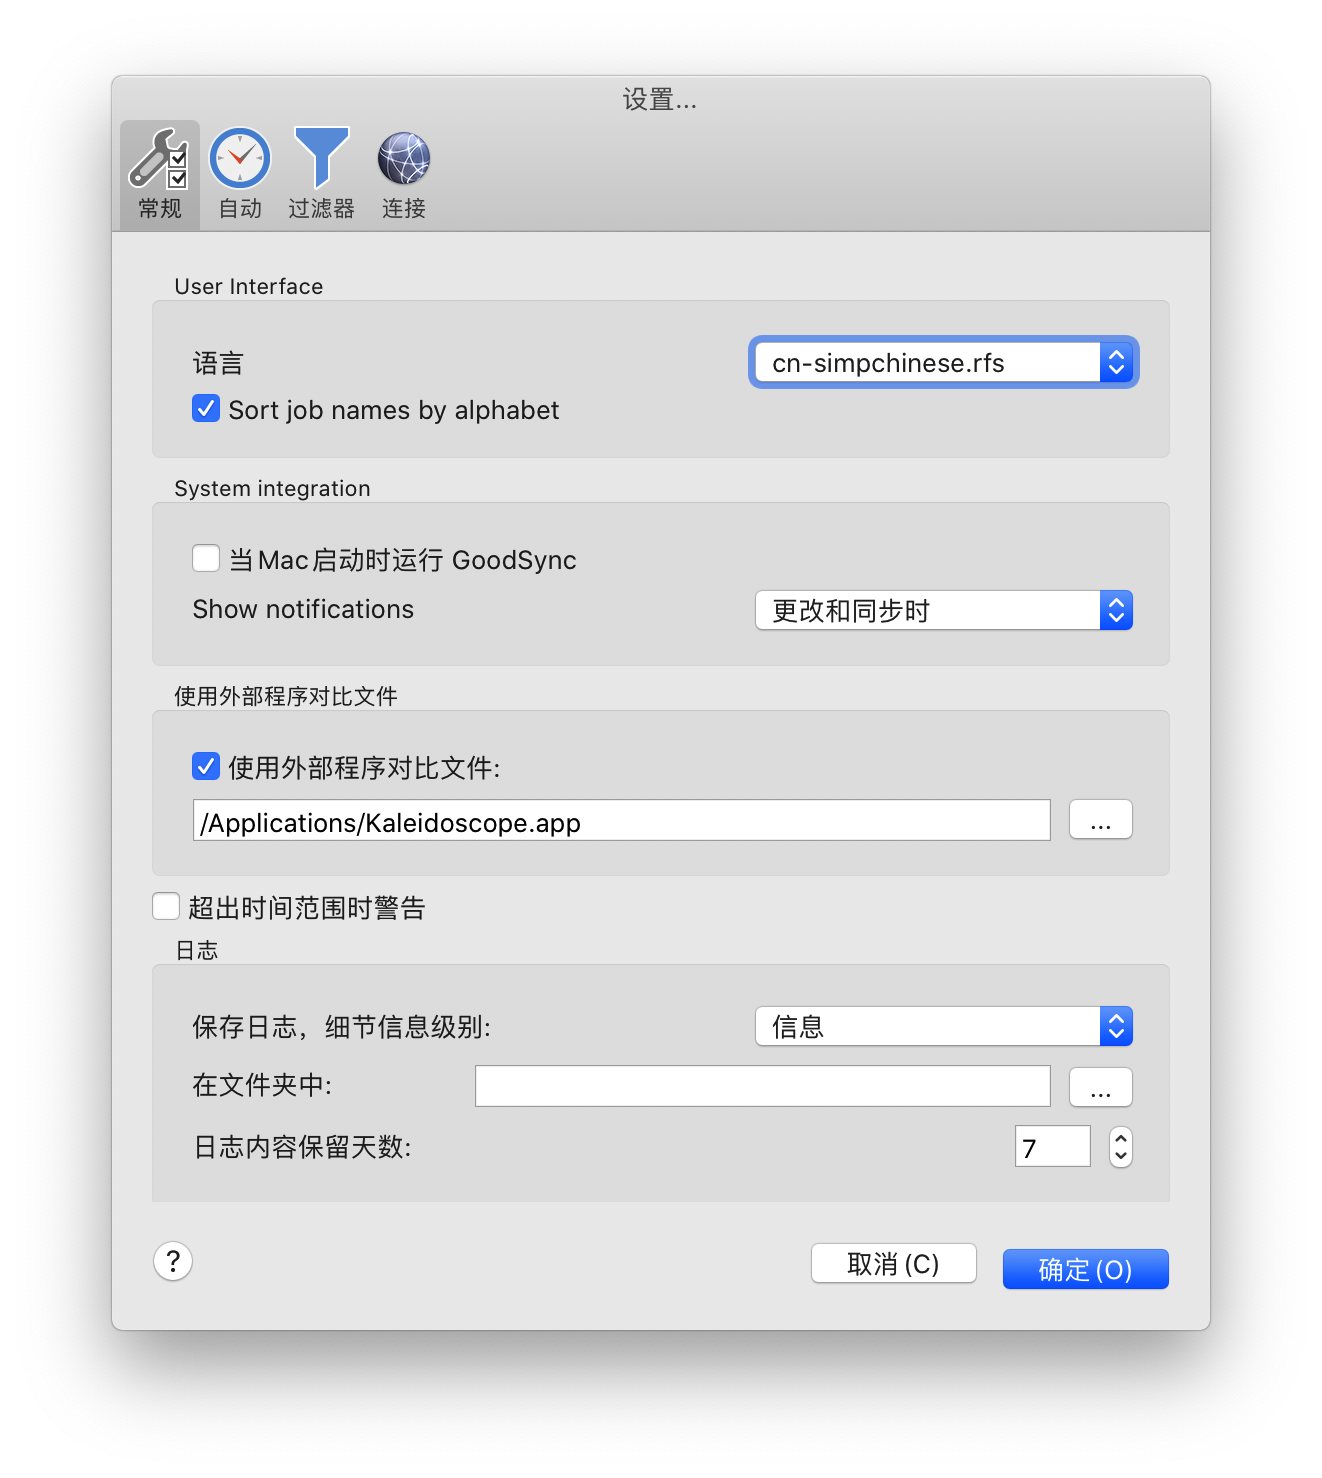 设置...
常规 自动 过滤器 连接
User Interface
语言 cn-simpchinese.rfs
Sort job names by alphabet
System integration
当Mac启动时运行 GoodSync
Show notifications 更改和同步时
使用外部程序对比文件
使用外部程序对比文件:
/Applications/Kaleidoscope.app ...
超出时间范围时警告
日志
保存日志，细节信息级别: 信息
在文件夹中: ...
日志内容保留天数: 7
? 取消 (C) 确定 (O)